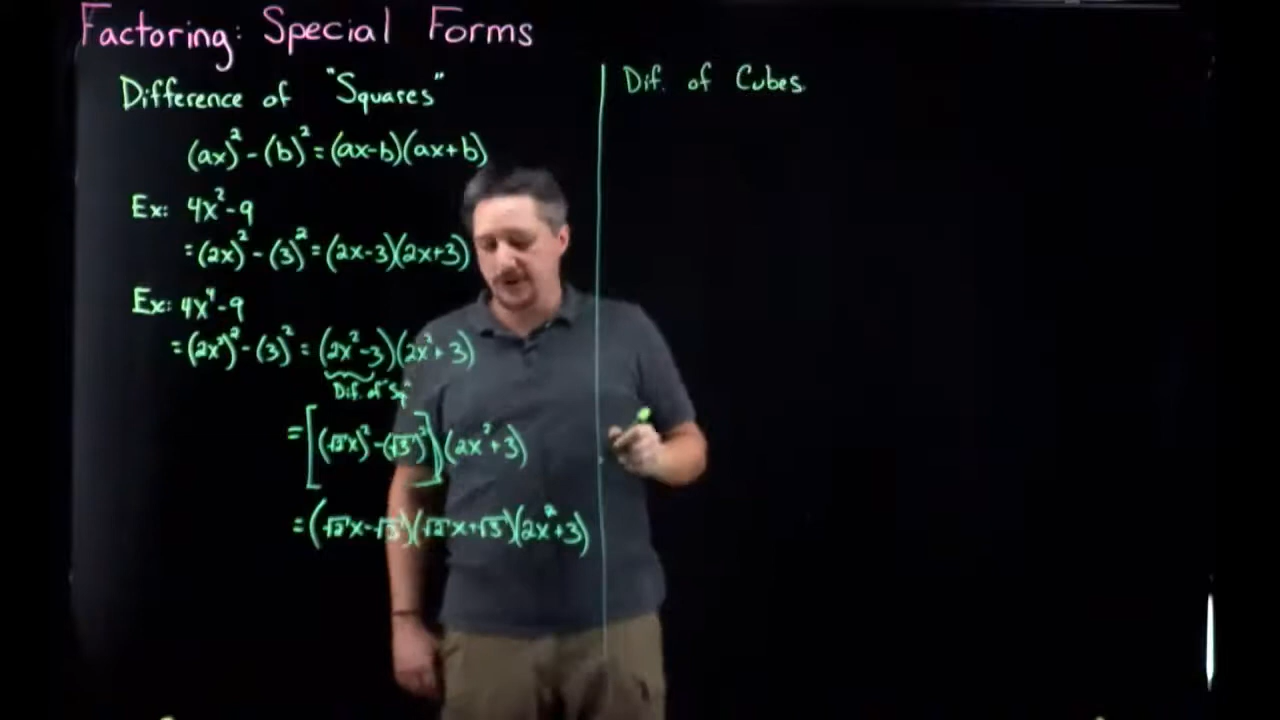 Factoring: Special Forms
Difference of "Squares"
(ax)² - (b)² = (ax-b)(ax+b)
Ex: 4x² - 9
= (2x)² - (3)² = (2x-3)(2x+3)
Ex: 4x⁴ - 9
= (2x²)² - (3)² = (2x² - 3)(2x² + 3)
Dif. of "Sq"
= [(√2x)² - (√3)²](2x² + 3)
= (√2x - √3)(√2x + √3)(2x² + 3)
Dif. of Cubes.